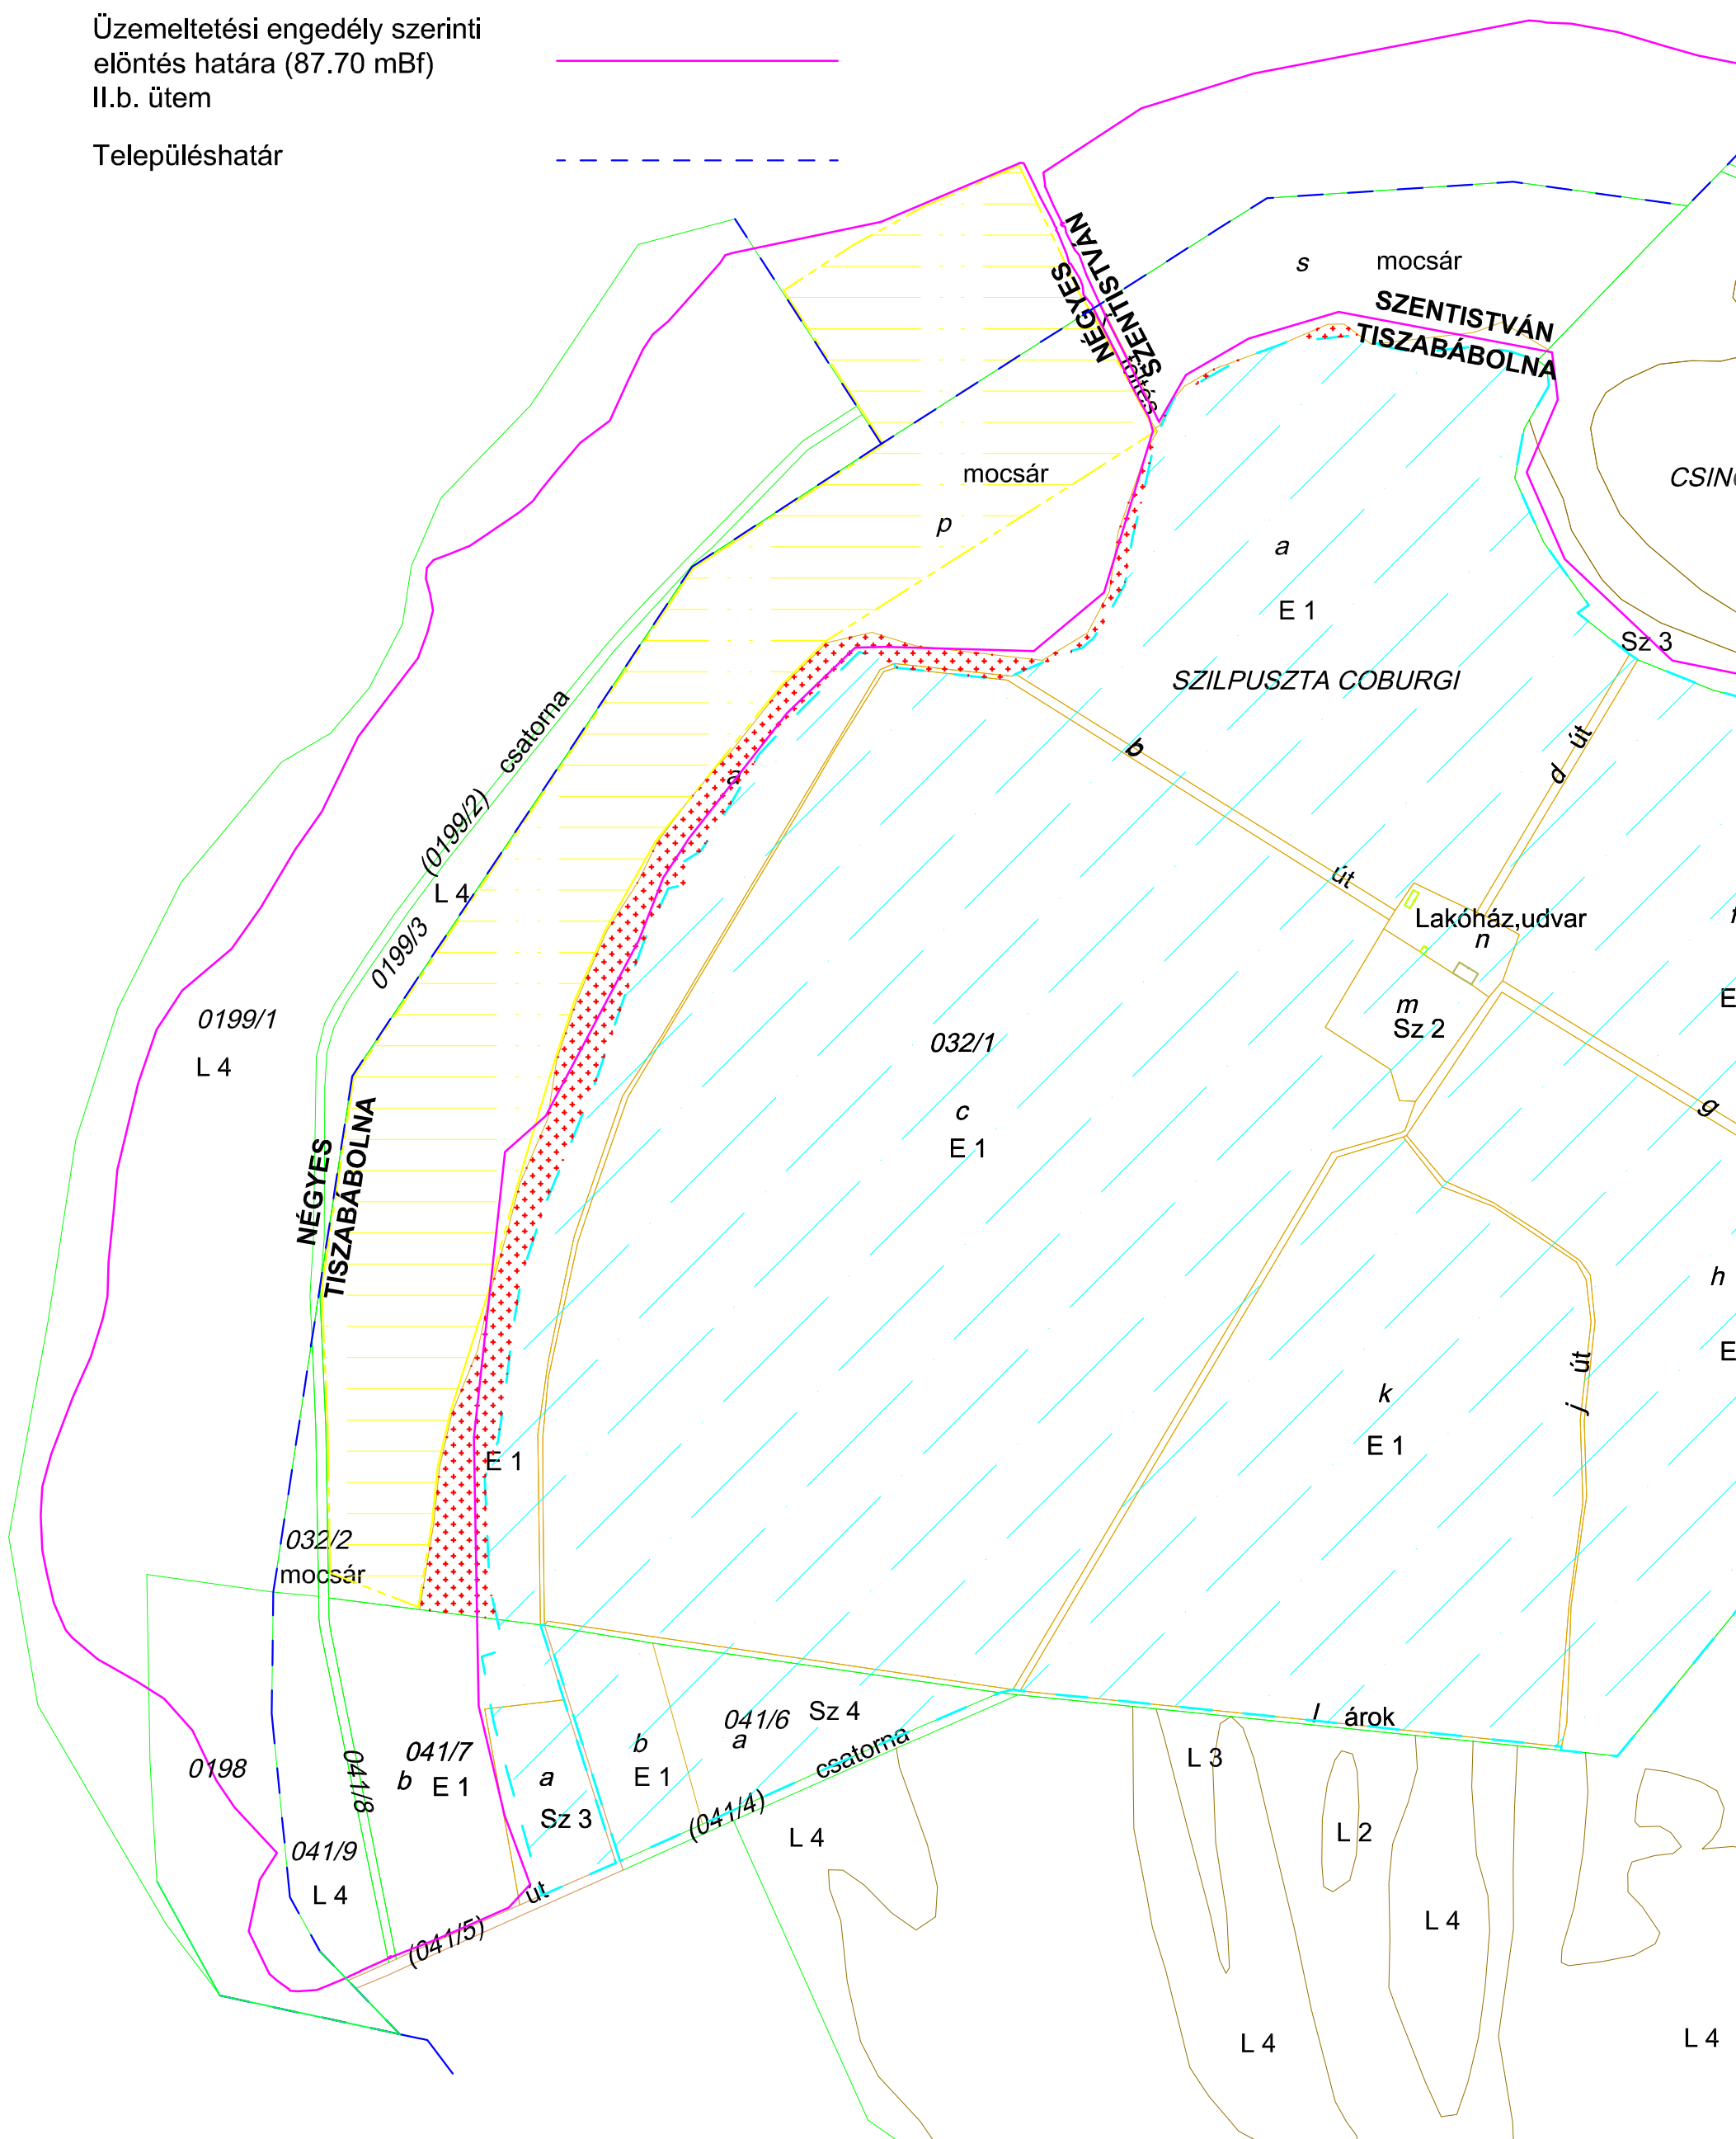 Üzemeltetési engedély szerinti
elöntés határa (87.70 mBf)
II.b. ütem
Településhatár
NÉGYES
SZENTISTVÁN
töltés
s
mocsár
SZENTISTVÁN
TISZABÁBOLNA
mocsár
p
a
E 1
Sz 3
SZILPUSZTA COBURGI
csatorna
(0199/2)
a
b
út
d
út
L 4
0199/3
Lakóház,udvar
n
m
Sz 2
0199/1
L 4
032/1
c
E 1
g
NÉGYES
TISZABÁBOLNA
h
E
k
E 1
j
út
E 1
032/2
mocsár
0198
041/8
041/7
b
E 1
a
Sz 3
b
E 1
041/6
a
Sz 4
csatorna
(041/4)
l
árok
L 3
L 2
L 4
041/9
L 4
út
(041/5)
L 4
L 4
L 4